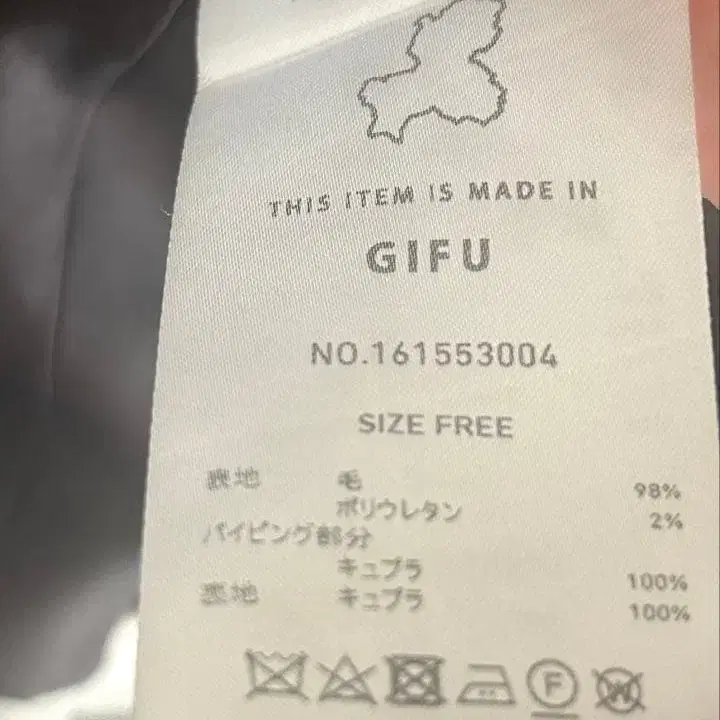 THIS ITEM IS MADE IN
GIFU
NO.161553004
SIZE FREE
表地 毛 98%
ポリウレタン 2%
パイピング部分
キュプラ 100%
裏地 キュプラ 100%
F
W